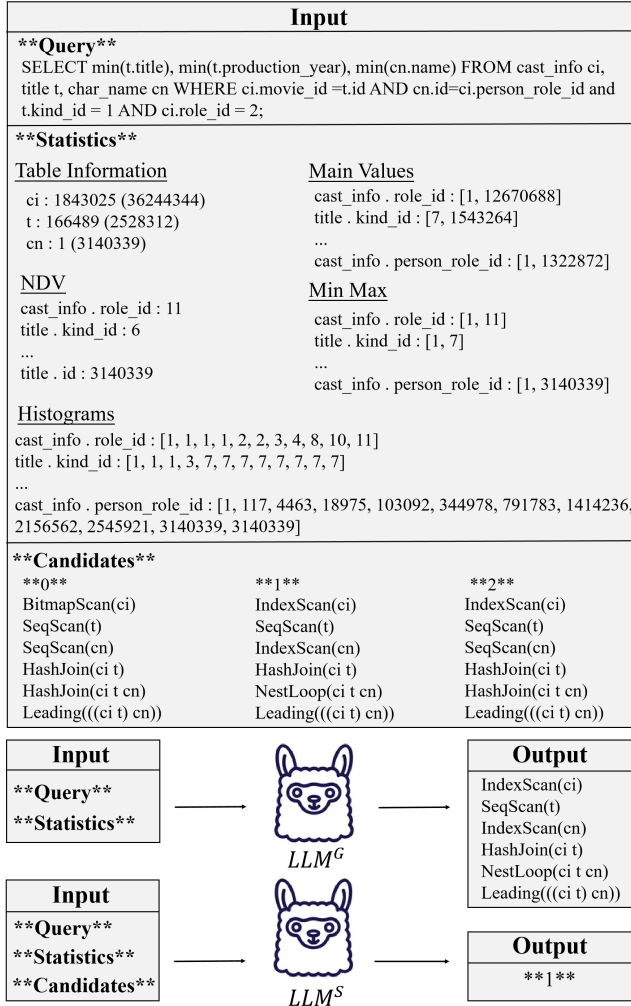 Input
**Query**
SELECT min(t.title), min(t.production_year), min(cn.name) FROM cast_info ci,
title t, char_name cn WHERE ci.movie_id =t.id AND cn.id=ci.person_role_id and
t.kind_id = 1 AND ci.role_id = 2;
**Statistics**
Table Information
ci : 1843025 (36244344)
t : 166489 (2528312)
cn : 1 (3140339)
Main Values
cast_info . role_id : [1, 12670688]
title . kind_id : [7, 1543264]
...
cast_info . person_role_id : [1, 1322872]
NDV
cast_info . role_id : 11
title . kind_id : 6
...
title . id : 3140339
Min Max
cast_info . role_id : [1, 11]
title . kind_id : [1, 7]
...
cast_info . person_role_id : [1, 3140339]
Histograms
cast_info . role_id : [1, 1, 1, 1, 2, 2, 3, 4, 8, 10, 11]
title . kind_id : [1, 1, 1, 3, 7, 7, 7, 7, 7, 7, 7, 7]
...
cast_info . person_role_id : [1, 117, 4463, 18975, 103092, 344978, 791783, 1414236,
2156562, 2545921, 3140339, 3140339]
**Candidates**
**0**
BitmapScan(ci)
SeqScan(t)
SeqScan(cn)
HashJoin(ci t)
HashJoin(ci t cn)
Leading(((ci t) cn))
**1**
IndexScan(ci)
SeqScan(t)
IndexScan(cn)
HashJoin(ci t)
NestLoop(ci t cn)
Leading(((ci t) cn))
**2**
IndexScan(ci)
SeqScan(t)
SeqScan(cn)
HashJoin(ci t)
HashJoin(ci t cn)
Leading(((ci t) cn))
Input
**Query**
**Statistics**
LLM^G
Output
IndexScan(ci)
SeqScan(t)
IndexScan(cn)
HashJoin(ci t)
NestLoop(ci t cn)
Leading(((ci t) cn))
Input
**Query**
**Statistics**
**Candidates**
LLM^S
Output
**1**